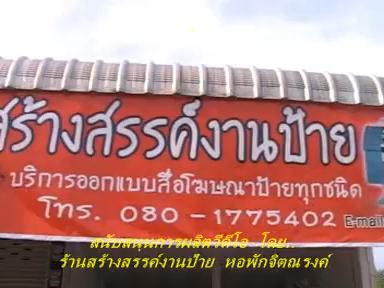 สร้างสรรค์งานป้าย
บริการออกแบบสื่อโฆษณาป้ายทุกชนิด
โทร. 080-1775402 E-mail
สนับสนุนการผลิตวีดีโอ โดย..
ร้านสร้างสรรค์งานป้าย หอพักจิตณรงค์